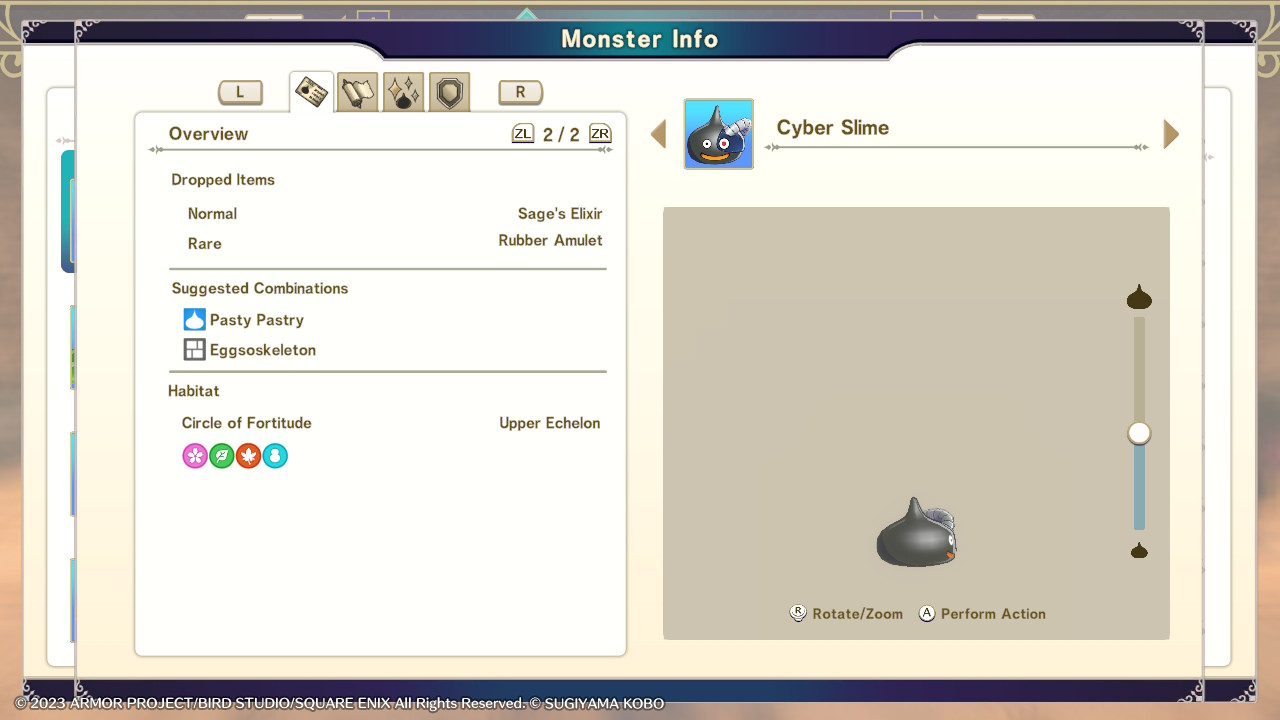 Monster Info
L
R
Overview
ZL 2/2 ZR
Cyber Slime
Dropped Items
Normal Sage's Elixir
Rare Rubber Amulet
Suggested Combinations
Pasty Pastry
Eggsoskeleton
Habitat
Circle of Fortitude Upper Echelon
R Rotate/Zoom A Perform Action
© 2023 ARMOR PROJECT/BIRD STUDIO/SQUARE ENIX All Rights Reserved. © SUGIYAMA KOBO